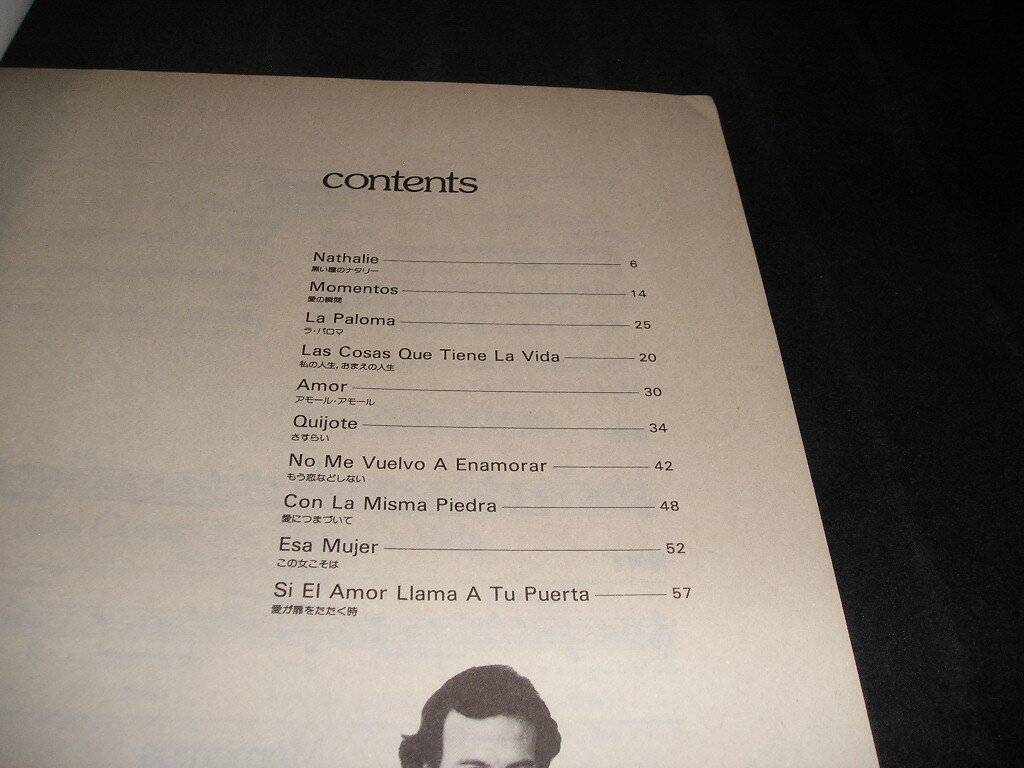 contents
Nathalie 6
黒い瞳のナタリー
Momentos 14
愛の瞬間
La Paloma 25
ラ・パロマ
Las Cosas Que Tiene La Vida 20
私の人生,おまえの人生
Amor 30
アモール・アモール
Quijote 34
さすらい
No Me Vuelvo A Enamorar 42
もう恋などしない
Con La Misma Piedra 48
愛につまづいて
Esa Mujer 52
この女こそは
Si El Amor Llama A Tu Puerta 57
愛が扉をたたく時